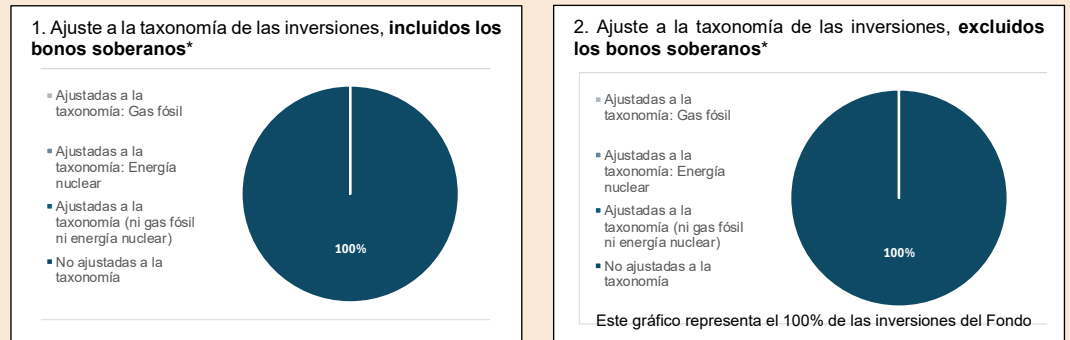 1. Ajuste a la taxonomía de las inversiones, incluidos los
bonos soberanos*
Ajustadas a la
taxonomía: Gas fósil
Ajustadas a la
taxonomía: Energía
nuclear
Ajustadas a la
taxonomía (ni gas fósil
ni energía nuclear)
No ajustadas a la
taxonomía
100%
2. Ajuste a la taxonomía de las inversiones, excluidos
los bonos soberanos*
Ajustadas a la
taxonomía: Gas fósil
Ajustadas a la
taxonomía: Energía
nuclear
Ajustadas a la
taxonomía (ni gas fósil
ni energía nuclear)
No ajustadas a la
taxonomía
100%
Este gráfico representa el 100% de las inversiones del Fondo